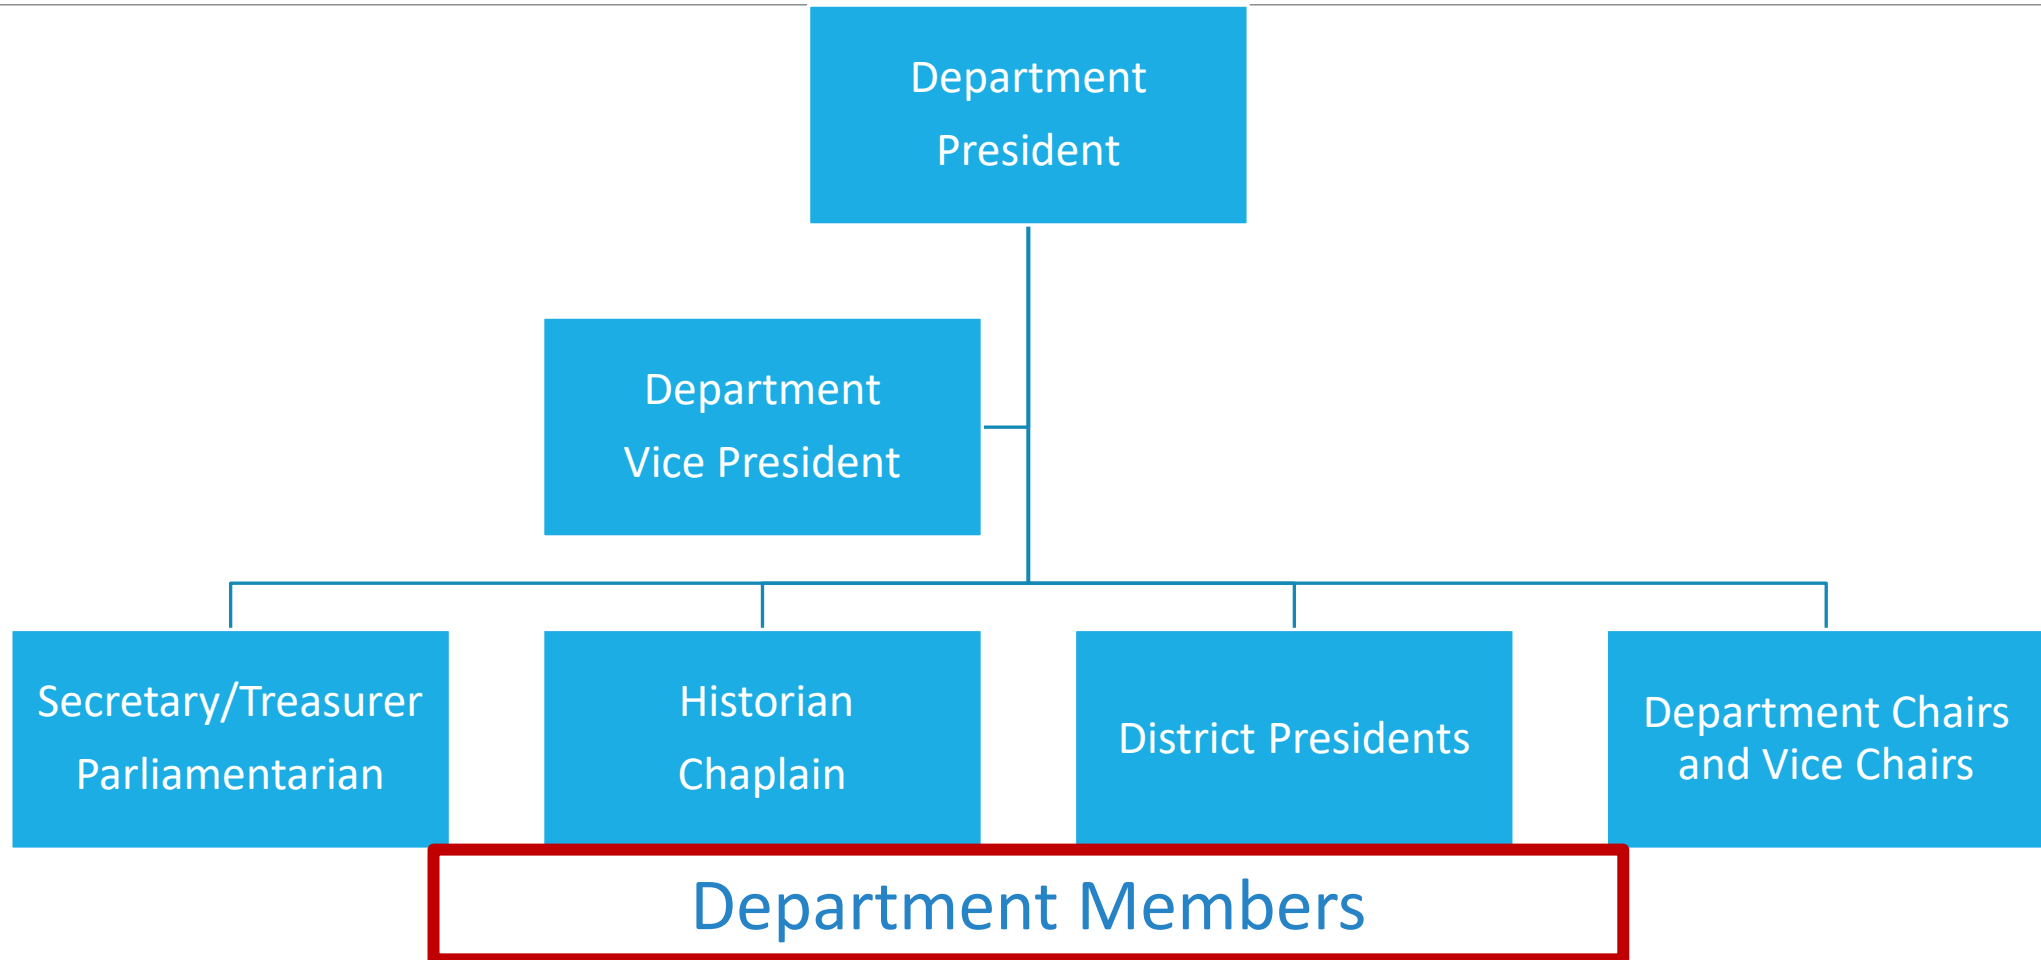 Department
President
Department
Vice President
Secretary/Treasurer
Parliamentarian
Historian
Chaplain
District Presidents
Department Chairs
and Vice Chairs
Department Members